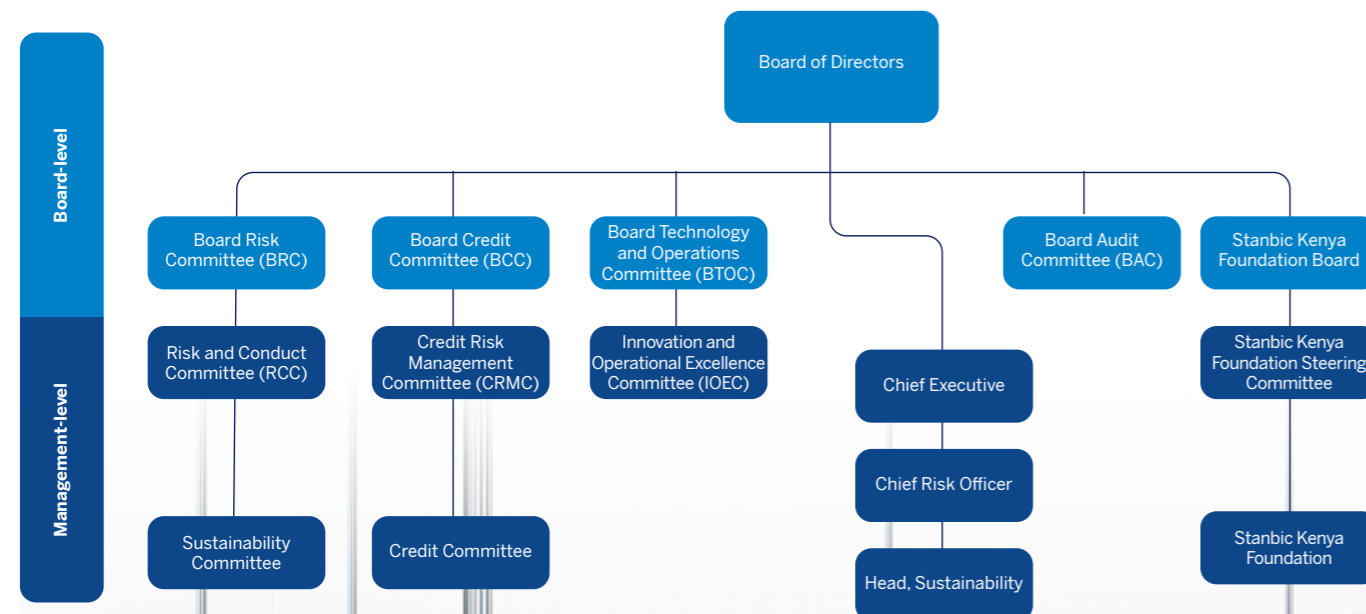 Board of Directors
Board-level
Board Risk
Committee (BRC)
Board Credit
Committee (BCC)
Board Technology
and Operations
Committee (BTOC)
Board Audit
Committee (BAC)
Stanbic Kenya
Foundation Board
Management-level
Risk and Conduct
Committee (RCC)
Credit Risk
Management
Committee (CRMC)
Innovation and
Operational Excellence
Committee (IOEC)
Chief Executive
Stanbic Kenya
Foundation Steering
Committee
Chief Risk Officer
Sustainability
Committee
Credit Committee
Head, Sustainability
Stanbic Kenya
Foundation